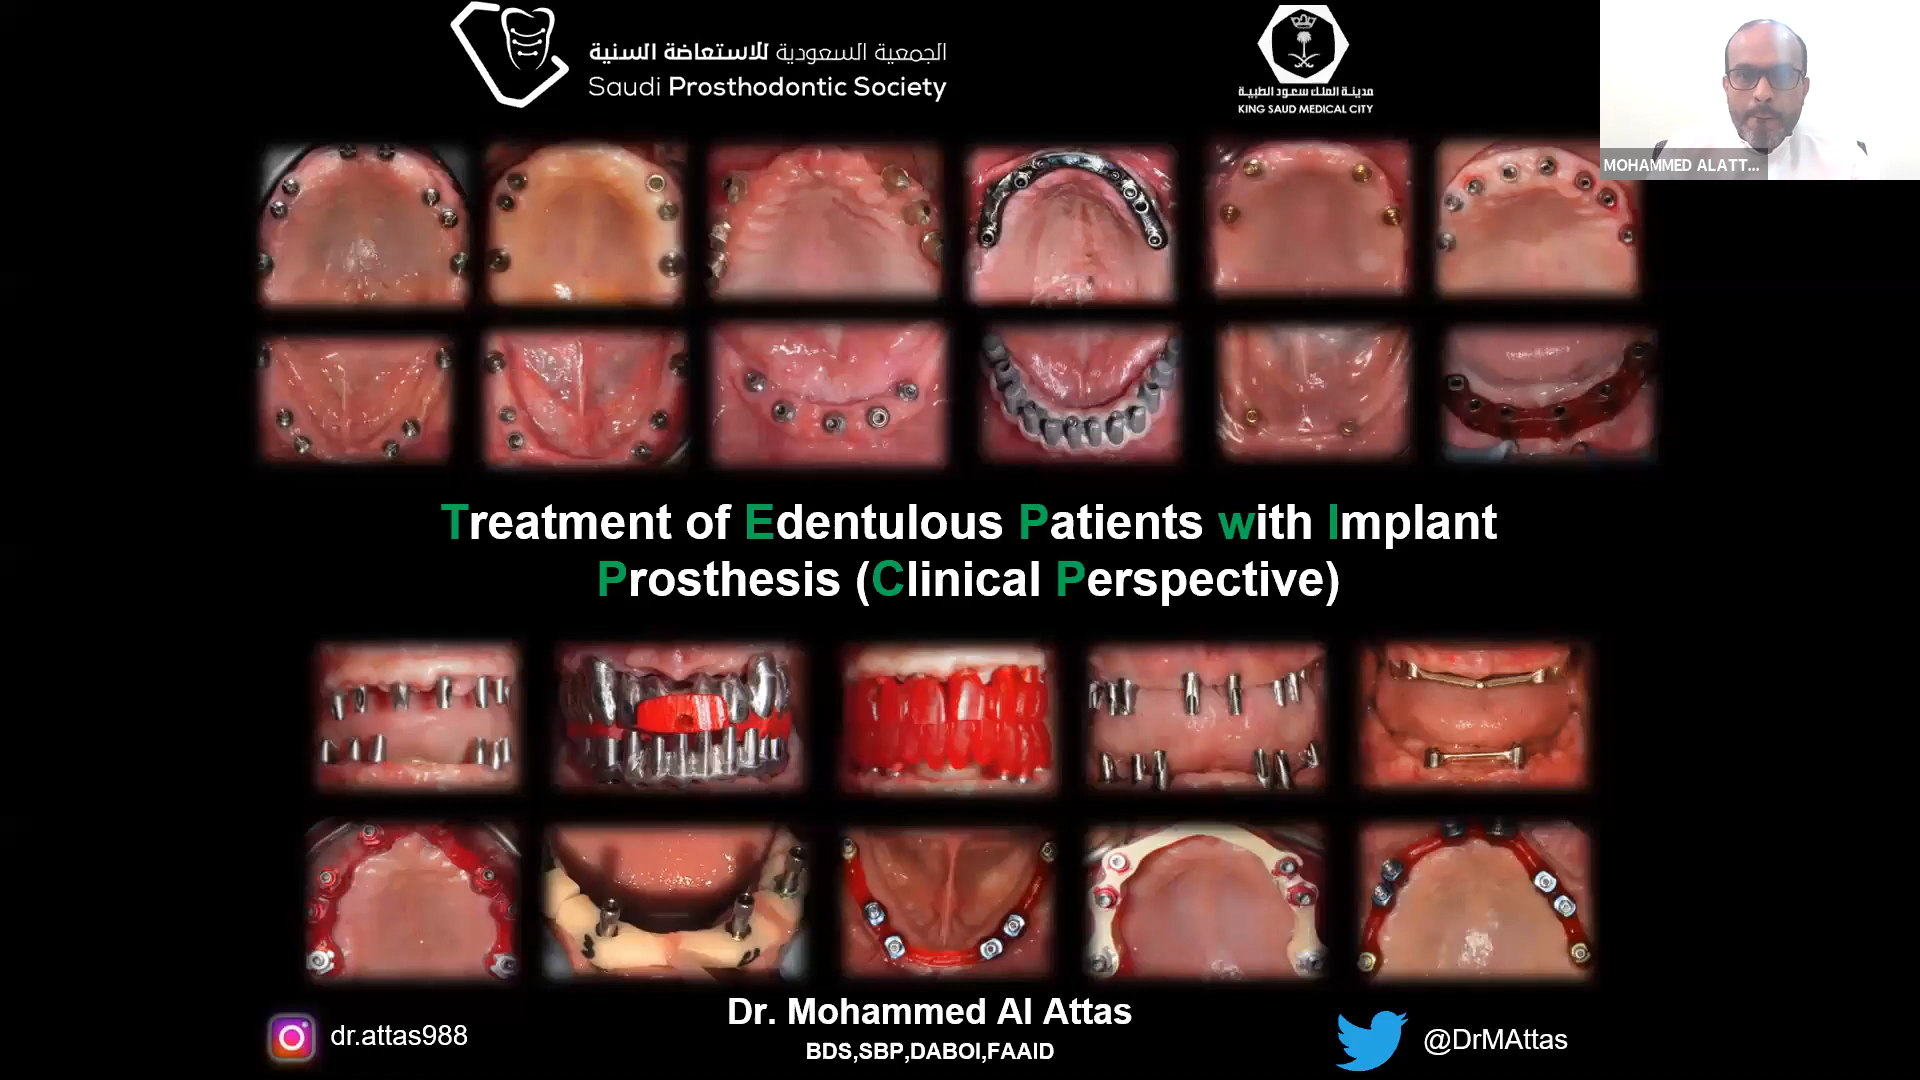 الجمعية السعودية للاستعاضة السنية
Saudi Prosthodontic Society
مدينة الملك سعود الطبية
KING SAUD MEDICAL CITY
MOHAMMED ALATT...
Treatment of Edentulous Patients with Implant
Prosthesis (Clinical Perspective)
Dr. Mohammed Al Attas
BDS,SBP,DABOI,FAAID
dr.attas988
@DrMAttas